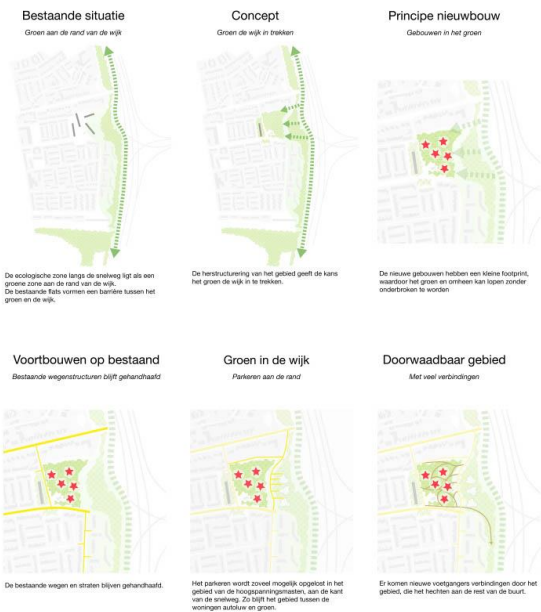 Bestaande situatie
Groen aan de rand van de wijk
De ecologische zone langs de snelweg ligt als een
groene zone aan de rand van de wijk.
De bestaande flats vormen een barrière tussen het
groen en de wijk.
Concept
Groen de wijk in trekken
De herstructurering van het gebied geeft de kans
het groen de wijk in te trekken.
Principe nieuwbouw
Gebouwen in het groen
De nieuwe gebouwen hebben een kleine footprint,
waardoor het groen er omheen kan lopen zonder
onderbroken te worden
Voortbouwen op bestaand
Bestaande wegenstructuren blijft gehandhaafd
De bestaande wegen en straten blijven gehandhaafd.
Groen in de wijk
Parkeren aan de rand
Het parkeren wordt zoveel mogelijk opgelost in het
gebied van de hoogspanningsmasten, aan de kant
van de snelweg. Zo blijft het gebied tussen de
woningen autoluw en groen.
Doorwaadbaar gebied
Met veel verbindingen
Er komen nieuwe voetgangers verbindingen door het
gebied, die het hechten aan de rest van de buurt.